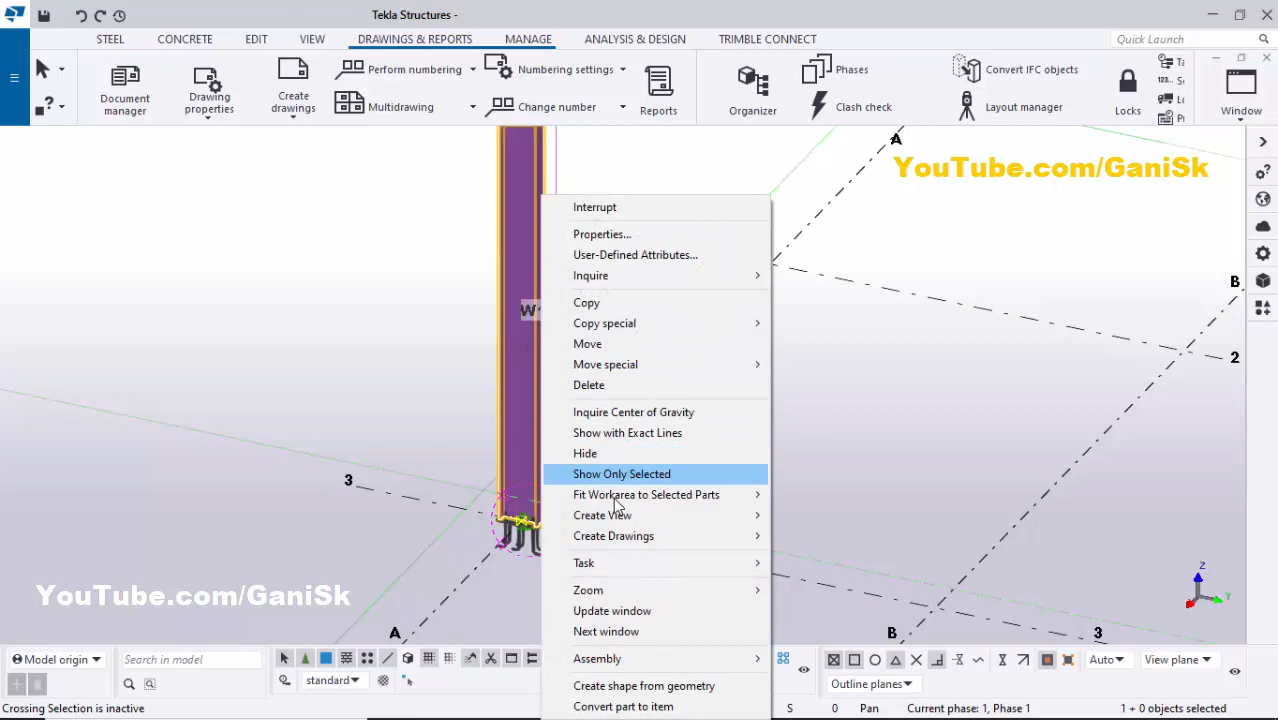 Tekla Structures -
STEEL CONCRETE EDIT VIEW DRAWINGS & REPORTS MANAGE ANALYSIS & DESIGN TRIMBLE CONNECT Quick Launch
Document manager
Drawing properties
Create drawings
Perform numbering
Multidrawing
Numbering settings
Change number
Reports
Organizer
Phases
Clash check
Convert IFC objects
Layout manager
Locks
Window
YouTube.com/GaniSk
A
B
2
3
A
B
3
Z
Y
Interrupt
Properties...
User-Defined Attributes...
Inquire
Copy
Copy special
Move
Move special
Delete
Inquire Center of Gravity
Show with Exact Lines
Hide
Show Only Selected
Fit Workarea to Selected Parts
Create View
Create Drawings
Task
Zoom
Update window
Next window
Assembly
Create shape from geometry
Convert part to item
YouTube.com/GaniSk
Model origin
Search in model
standard
Auto
View plane
Outline planes
Crossing Selection is inactive
S 0 Pan Current phase: 1, Phase 1 1 + 0 objects selected